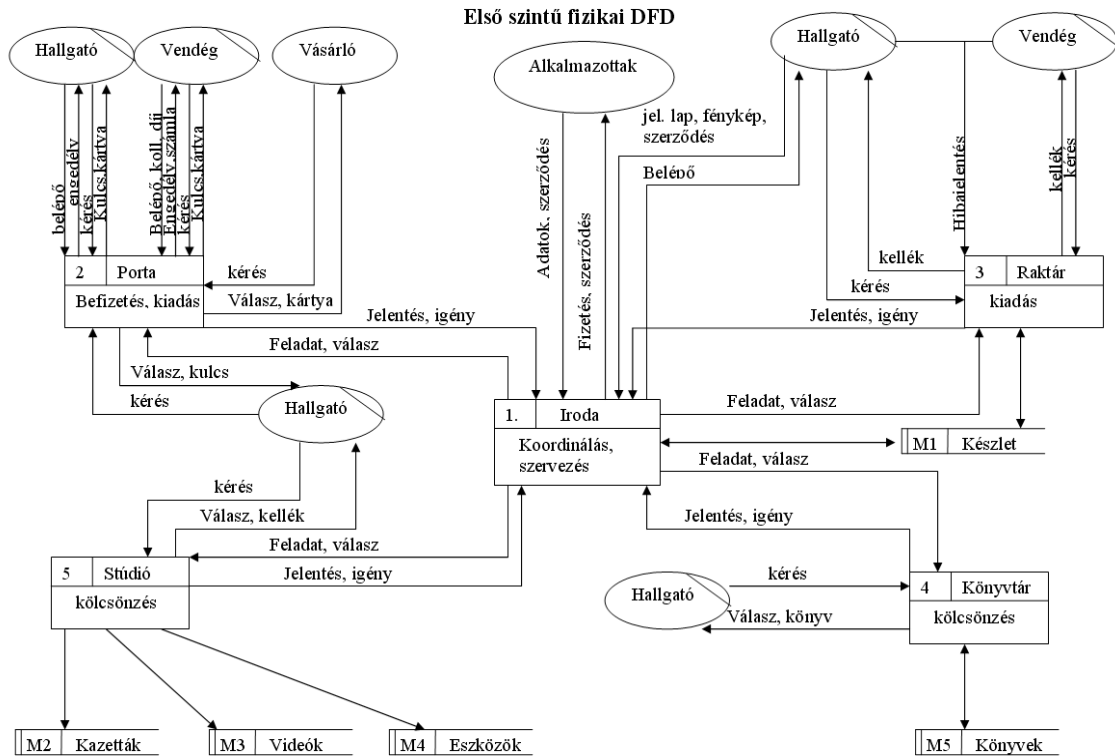 Első szintű fizikai DFD
Hallgató
Vendég
Vásárló
Alkalmazottak
Hallgató
Vendég
belépő
engedély
kérés
Kulcs,kártya
Belépő, koll, díj
Engedély,számla
kérés
Kulcs,kártya
Adatok, szerződés
Fizetés, szerződés
jel. lap, fénykép,
szerződés
Belépő
Hibajelentés
kellék
kérés
2 Porta
Befizetés, kiadás
kérés
Válasz, kártya
kellék
kérés
3 Raktár
kiadás
Jelentés, igény
Feladat, válasz
Jelentés, igény
Válasz, kulcs
kérés
Hallgató
1. Iroda
Koordinálás,
szervezés
Feladat, válasz
M1 Készlet
Feladat, válasz
kérés
Válasz, kellék
Jelentés, igény
Feladat, válasz
5 Stúdió
kölcsönzés
Jelentés, igény
Hallgató
kérés
Válasz, könyv
4 Könyvtár
kölcsönzés
M2 Kazetták
M3 Videók
M4 Eszközök
M5 Könyvek